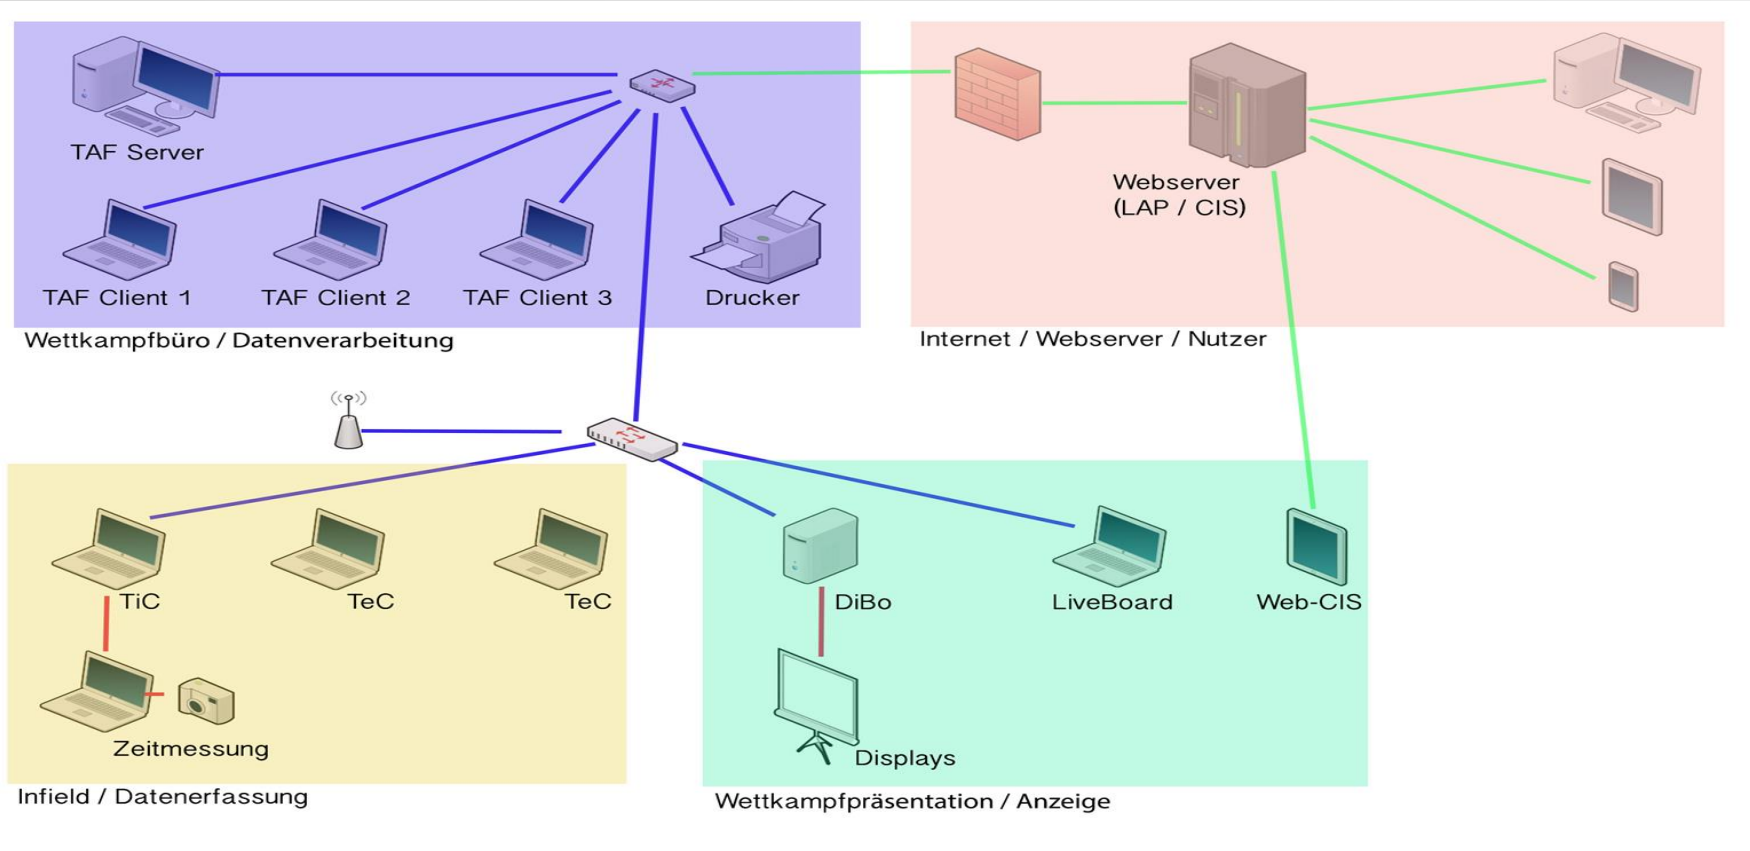 TAF Server
TAF Client 1
TAF Client 2
TAF Client 3
Drucker
Wettkampfbüro / Datenverarbeitung
Webserver
(LAP / CIS)
Internet / Webserver / Nutzer
TiC
TeC
TeC
Zeitmessung
Infield / Datenerfassung
DiBo
LiveBoard
Web-CIS
Displays
Wettkampfpräsentation / Anzeige